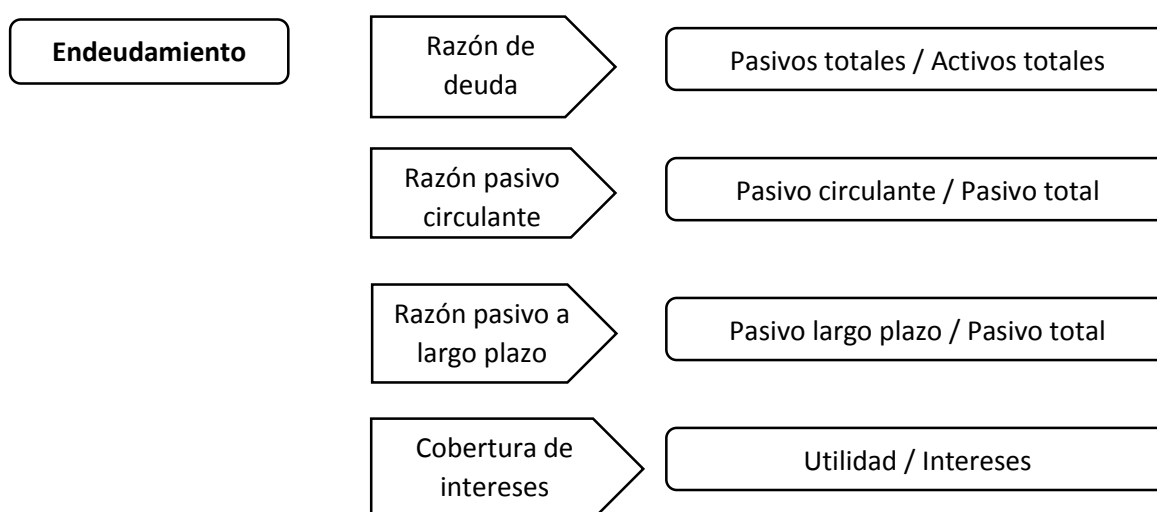 Endeudamiento
Razón de
deuda
Pasivos totales / Activos totales
Razón pasivo
circulante
Pasivo circulante / Pasivo total
Razón pasivo a
largo plazo
Pasivo largo plazo / Pasivo total
Cobertura de
intereses
Utilidad / Intereses